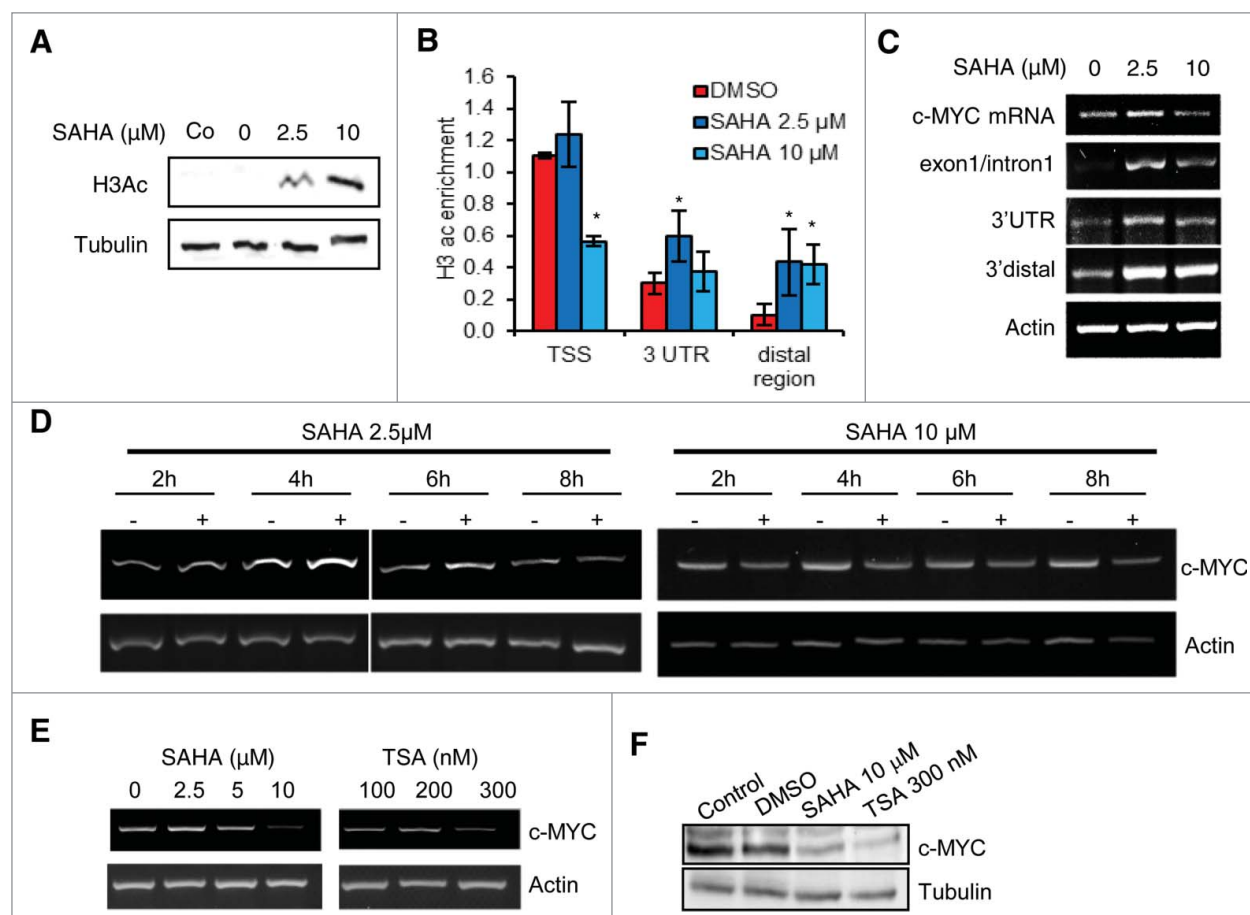 A
SAHA (µM) Co 0 2.5 10
H3Ac
Tubulin
B
H3 ac enrichment
1.6
1.4
1.2
1.0
0.8
0.6
0.4
0.2
0.0
DMSO
SAHA 2.5 µM
SAHA 10 µM
* * * *
TSS 3 UTR distal
region
C
SAHA (µM) 0 2.5 10
c-MYC mRNA
exon1/intron1
3'UTR
3'distal
Actin
D
SAHA 2.5µM SAHA 10 µM
2h 4h 6h 8h 2h 4h 6h 8h
- + - + - + - + - + - + - + - +
c-MYC
Actin
E
SAHA (µM) TSA (nM)
0 2.5 5 10 100 200 300
c-MYC
Actin
F
Control DMSO SAHA 10 µM TSA 300 nM
c-MYC
Tubulin